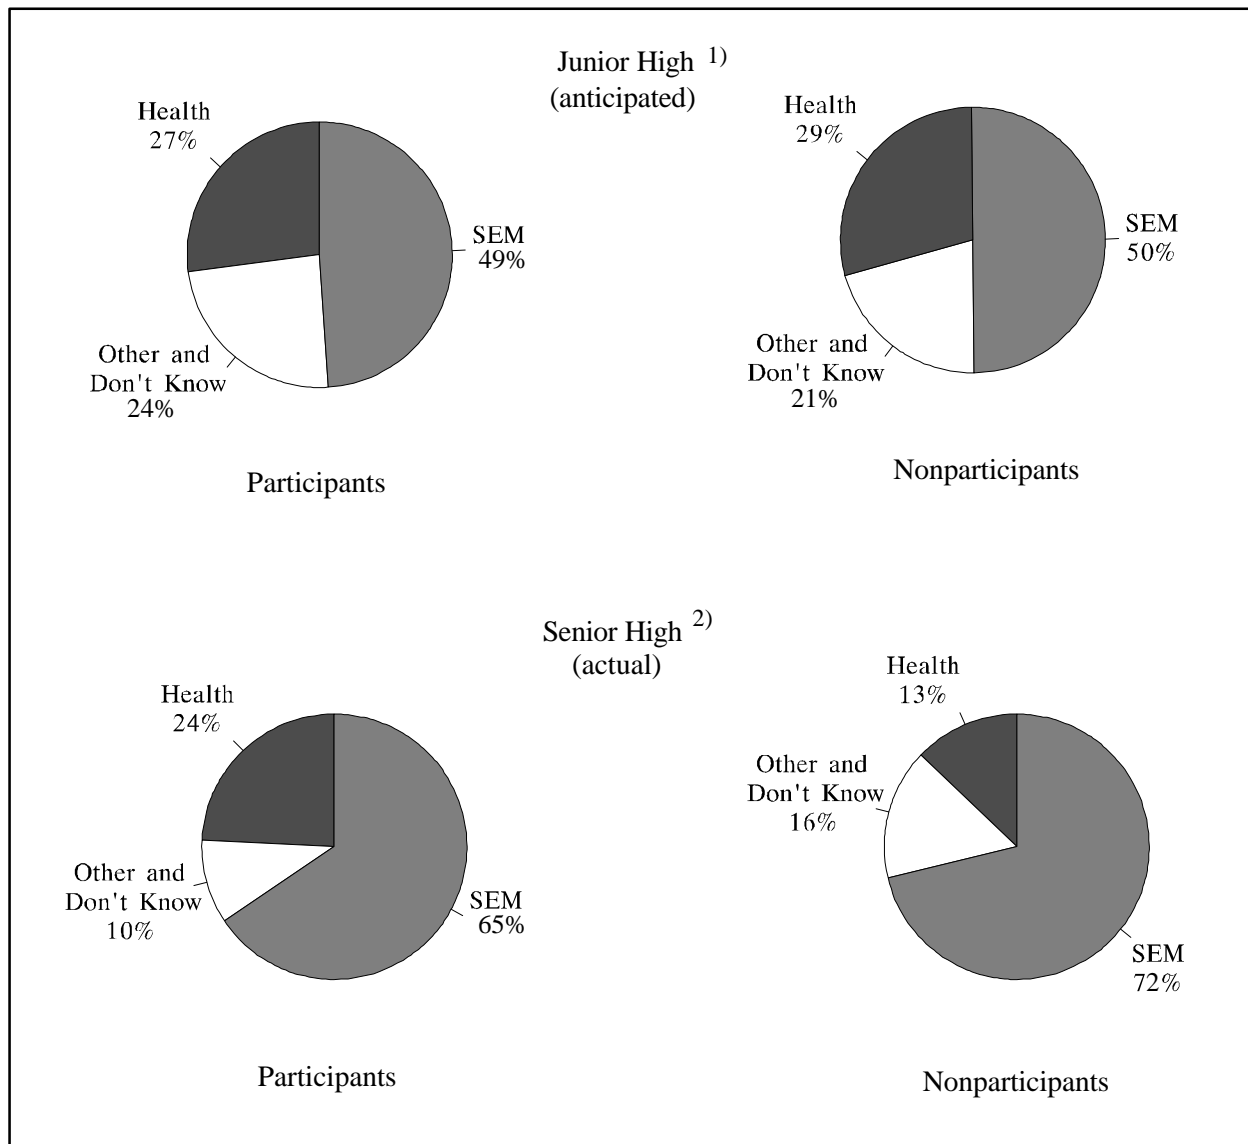 Junior High 1)
(anticipated)
Health
27%
SEM
49%
Other and
Don't Know
24%
Participants
Health
29%
SEM
50%
Other and
Don't Know
21%
Nonparticipants
Senior High 2)
(actual)
Health
24%
Other and
Don't Know
10%
SEM
65%
Participants
Health
13%
Other and
Don't Know
16%
SEM
72%
Nonparticipants